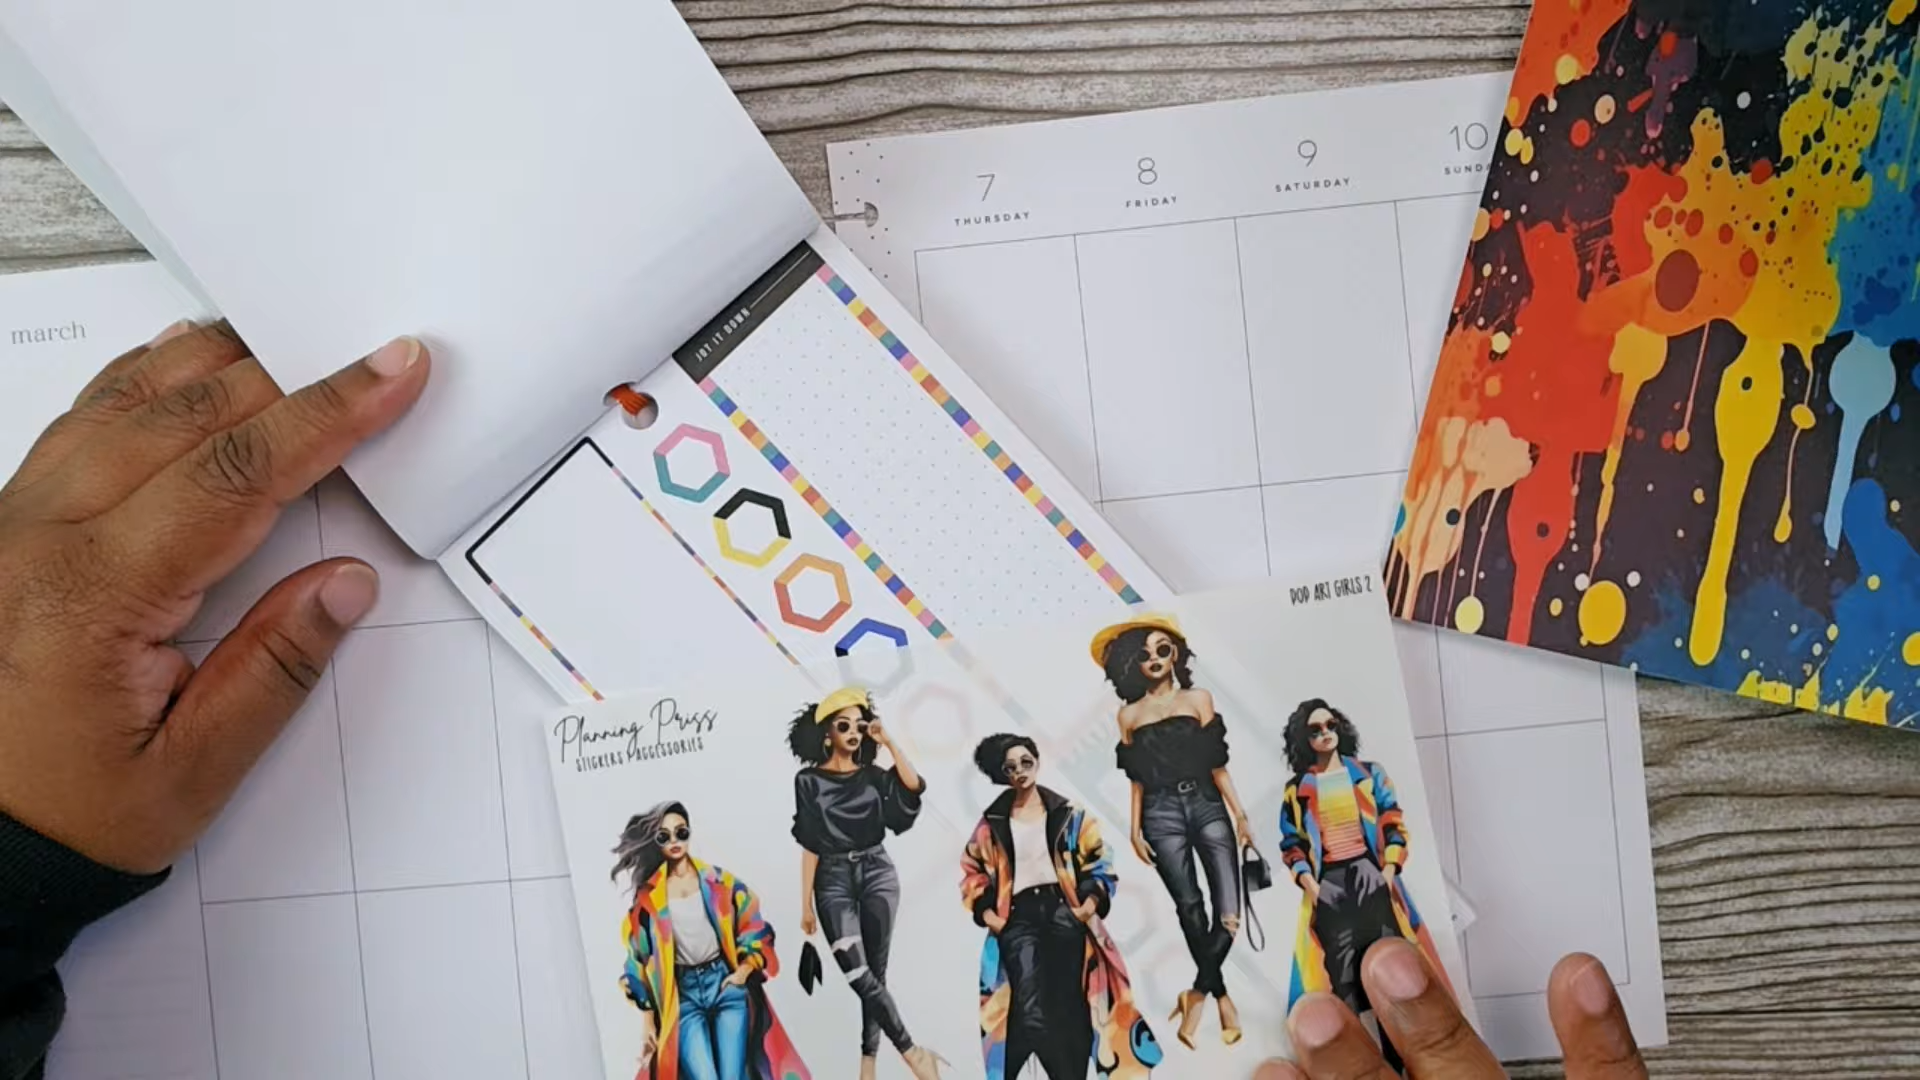 march
JOT IT DOWN
7
THURSDAY
8
FRIDAY
9
SATURDAY
10
SUNDA
POP ART GIRLS 2
Planning Priss
STICKERS & ACCESSORIES